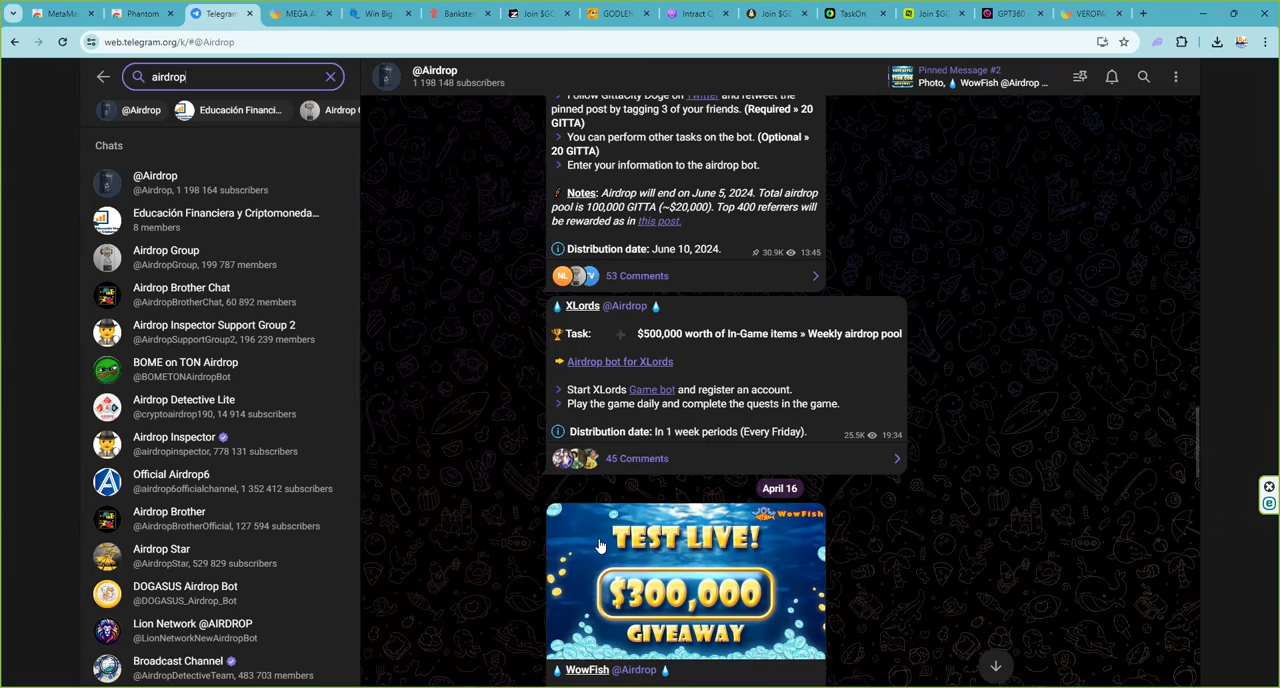 MetaMa
Phantom
Telegram
MEGA A
Win Big
Bankster
Join $GC
GODLEN
Intract Q
Join $GC
TaskOn
Join $GC
GPT360
VEROPA
web.telegram.org/k/#@Airdrop
airdrop
@Airdrop
Educación Financi...
Airdrop G
Chats
@Airdrop
@Airdrop, 1 198 164 subscribers
Educación Financiera y Criptomoneda...
8 members
Airdrop Group
@AirdropGroup, 199 787 members
Airdrop Brother Chat
@AirdropBrotherChat, 60 892 members
Airdrop Inspector Support Group 2
@AirdropSupportGroup2, 196 239 members
BOME on TON Airdrop
@BOMETONAirdropBot
Airdrop Detective Lite
@cryptoairdrop190, 14 914 subscribers
Airdrop Inspector
@airdropinspector, 778 131 subscribers
Official Airdrop6
@airdrop6officialchannel, 1 352 412 subscribers
Airdrop Brother
@AirdropBrotherOfficial, 127 594 subscribers
Airdrop Star
@AirdropStar, 529 829 subscribers
DOGASUS Airdrop Bot
@DOGASUS_Airdrop_Bot
Lion Network @AIRDROP
@LionNetworkNewAirdropBot
Broadcast Channel
@AirdropDetectiveTeam, 483 703 members
@Airdrop
1 198 148 subscribers
Pinned Message #2
Photo, 💧 WowFish @Airdrop ...
> Follow GittaCity Doge on Twitter and retweet the
pinned post by tagging 3 of your friends. (Required » 20
GITTA)
> You can perform other tasks on the bot. (Optional »
20 GITTA)
> Enter your information to the airdrop bot.
Notes: Airdrop will end on June 5, 2024. Total airdrop
pool is 100,000 GITTA (~$20,000). Top 400 referrers will
be rewarded as in this post.
Distribution date: June 10, 2024.
30.9K 13:45
NL
TV
53 Comments
💧 XLords @Airdrop 💧
🏆 Task: ➕ $500,000 worth of In-Game items » Weekly airdrop pool
Airdrop bot for XLords
> Start XLords Game bot and register an account.
> Play the game daily and complete the quests in the game.
Distribution date: In 1 week periods (Every Friday).
25.5K 19:34
45 Comments
April 16
WowFish
TEST LIVE!
$300,000
GIVEAWAY
💧 WowFish @Airdrop 💧